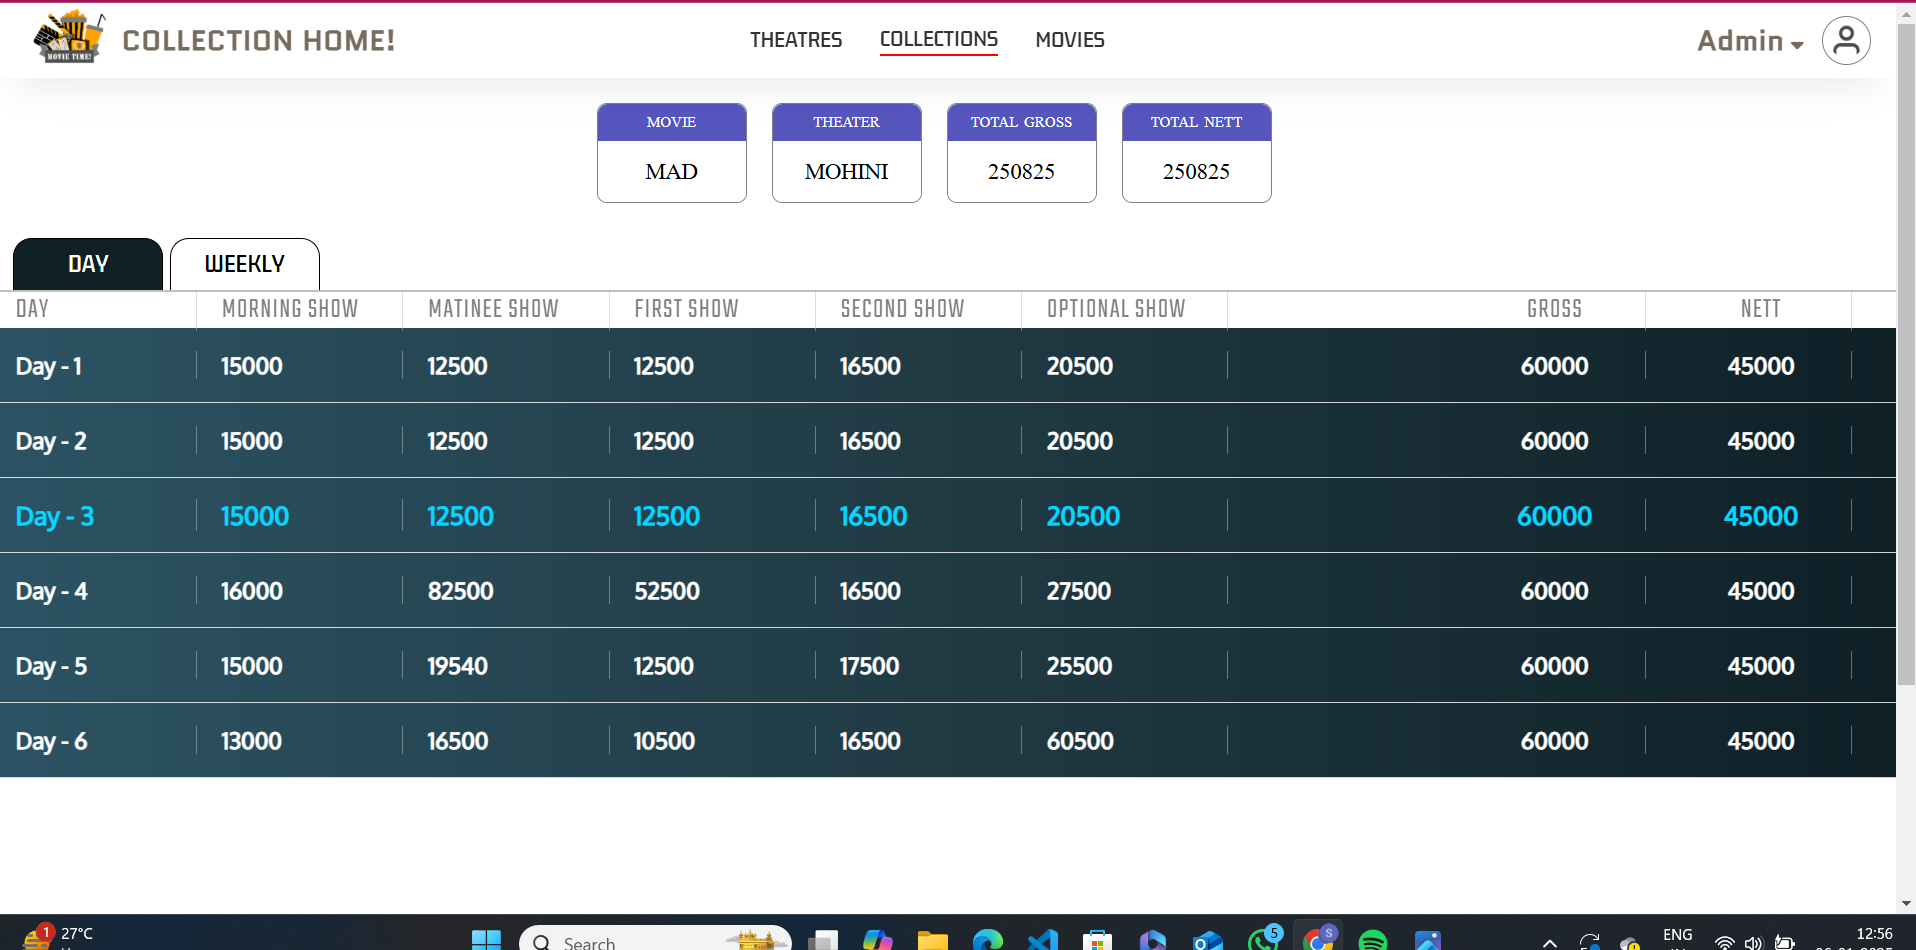 MOVIE TIME!
COLLECTION HOME!
THEATRES COLLECTIONS MOVIES
Admin
MOVIE THEATER TOTAL GROSS TOTAL NETT
MAD MOHINI 250825 250825
DAY WEEKLY
DAY MORNING SHOW MATINEE SHOW FIRST SHOW SECOND SHOW OPTIONAL SHOW GROSS NETT
Day - 1 15000 12500 12500 16500 20500 60000 45000
Day - 2 15000 12500 12500 16500 20500 60000 45000
Day - 3 15000 12500 12500 16500 20500 60000 45000
Day - 4 16000 82500 52500 16500 27500 60000 45000
Day - 5 15000 19540 12500 17500 25500 60000 45000
Day - 6 13000 16500 10500 16500 60500 60000 45000
1 27°C Search 5 S ENG 12:56